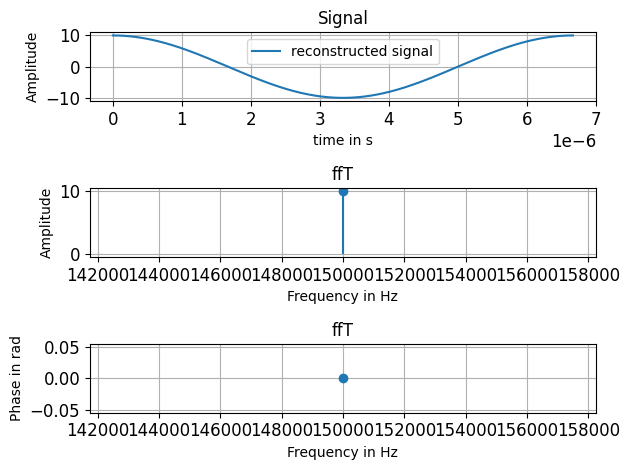 Signal
Amplitude
10
0
−10
reconstructed signal
0 1 2 3 4 5 6 7
time in s
1e−6
ffT
Amplitude
10
0
142000 144000 146000 148000 150000 152000 154000 156000 158000
Frequency in Hz
ffT
Phase in rad
0.05
0.00
−0.05
142000 144000 146000 148000 150000 152000 154000 156000 158000
Frequency in Hz